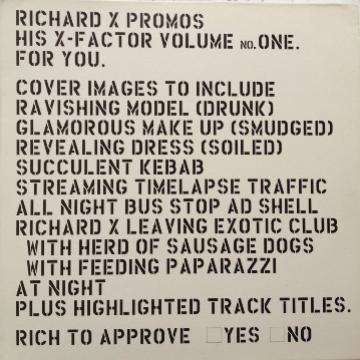 RICHARD X PROMOS
HIS X-FACTOR VOLUME NO.ONE.
FOR YOU.
COVER IMAGES TO INCLUDE
RAVISHING MODEL (DRUNK)
GLAMOROUS MAKE UP (SMUDGED)
REVEALING DRESS (SOILED)
SUCCULENT KEBAB
STREAMING TIMELAPSE TRAFFIC
ALL NIGHT BUS STOP AD SHELL
RICHARD X LEAVING EXOTIC CLUB
WITH HERD OF SAUSAGE DOGS
WITH FEEDING PAPARAZZI
AT NIGHT
PLUS HIGHLIGHTED TRACK TITLES.
RICH TO APPROVE □YES □NO